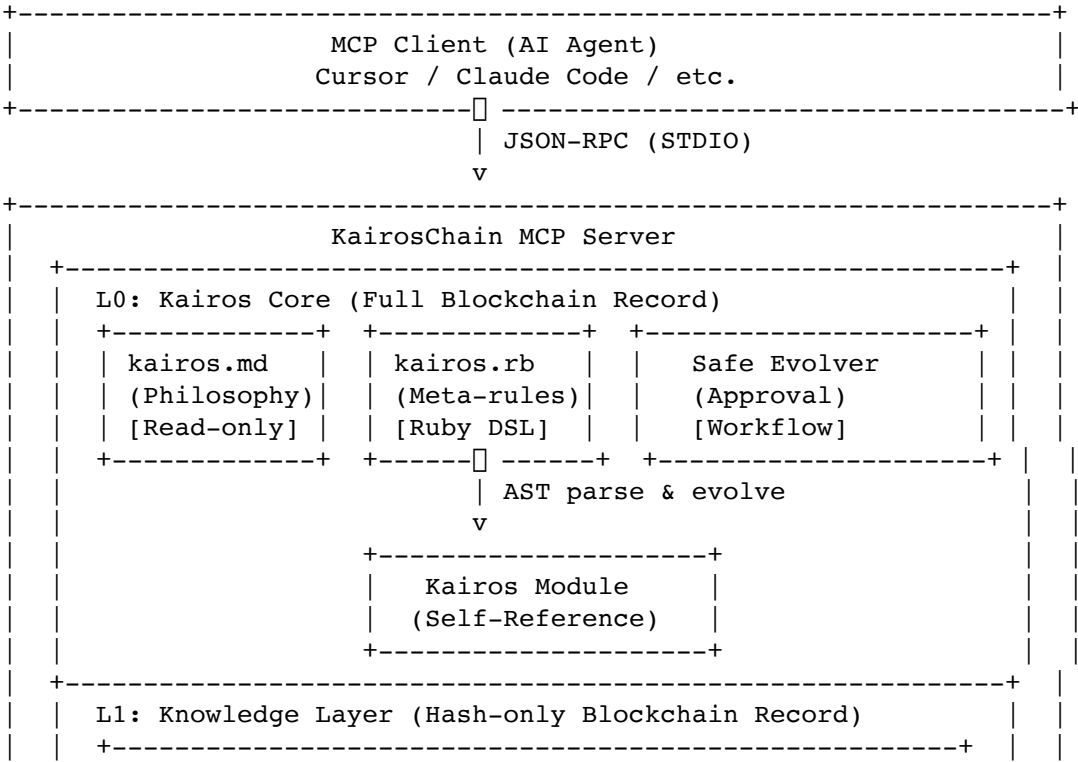 +------------------------------------------------------------------+
|                    MCP Client (AI Agent)                         |
|                   Cursor / Claude Code / etc.                    |
+-----------------------------▯ ------------------------------------+
                              | JSON-RPC (STDIO)
                              v
+------------------------------------------------------------------+
|                    KairosChain MCP Server                        |
|  +------------------------------------------------------------+  |
|  | L0: Kairos Core (Full Blockchain Record)                   |  |
|  | +-------------+  +-------------+  +---------------------+ |  |
|  | | kairos.md   |  | kairos.rb   |  |   Safe Evolver      | |  |
|  | | (Philosophy)|  | (Meta-rules)|  |   (Approval)        | |  |
|  | | [Read-only] |  | [Ruby DSL]  |  |   [Workflow]        | |  |
|  | +-------------+  +------▯ ------+  +---------------------+ |  |
|  |                         | AST parse & evolve                |  |
|  |                         v                                   |  |
|  |                  +---------------------+                    |  |
|  |                  |   Kairos Module     |                    |  |
|  |                  |  (Self-Reference)   |                    |  |
|  |                  +---------------------+                    |  |
|  +------------------------------------------------------------+  |
|  | L1: Knowledge Layer (Hash-only Blockchain Record)          |  |
|  | +------------------------------------------------------+  |  |